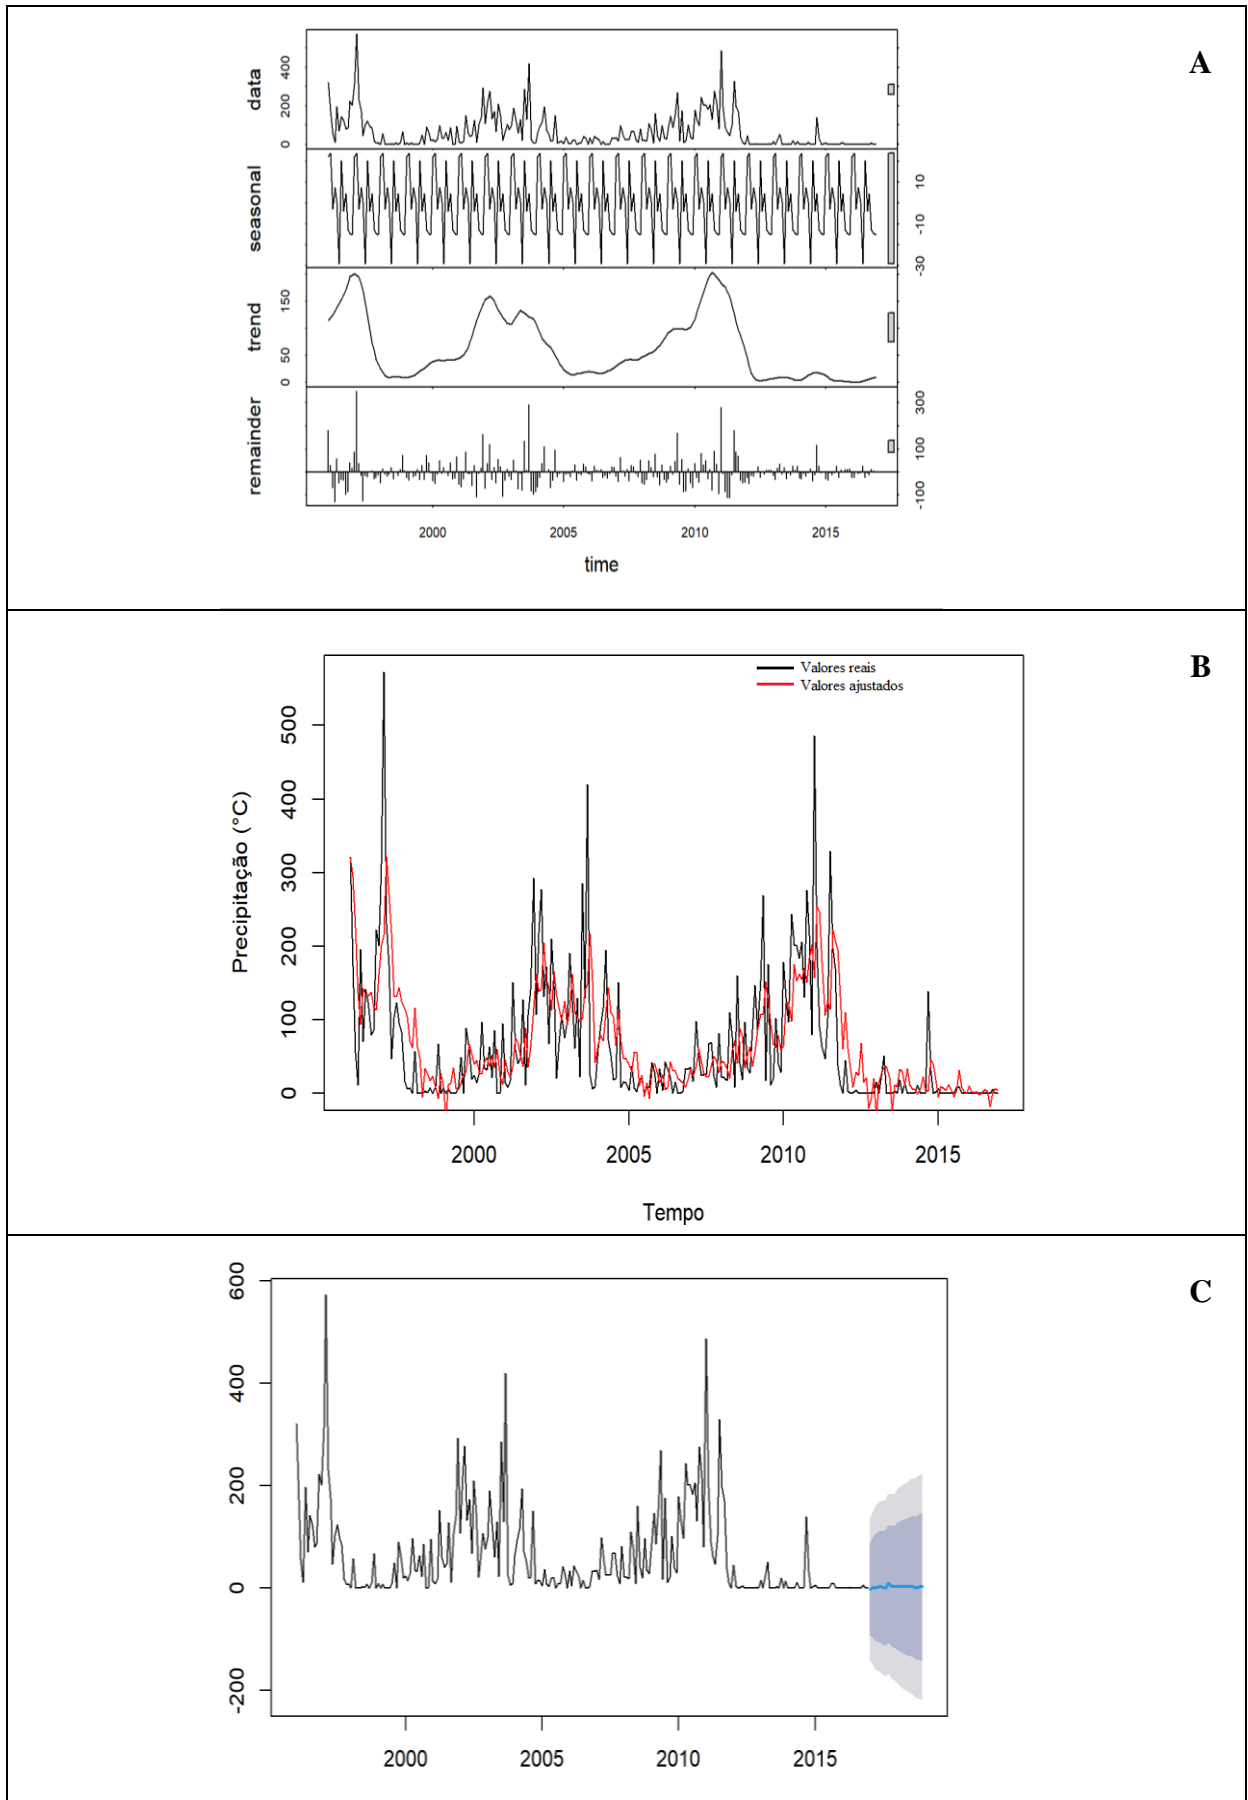 A
data
0 200 400
seasonal
-30 -10 10
trend
0 50 150
remainder
-100 100 300
2000 2005 2010 2015
time
B
Valores reais
Valores ajustados
Precipitação (°C)
0 100 200 300 400 500
2000 2005 2010 2015
Tempo
C
-200 0 200 400 600
2000 2005 2010 2015